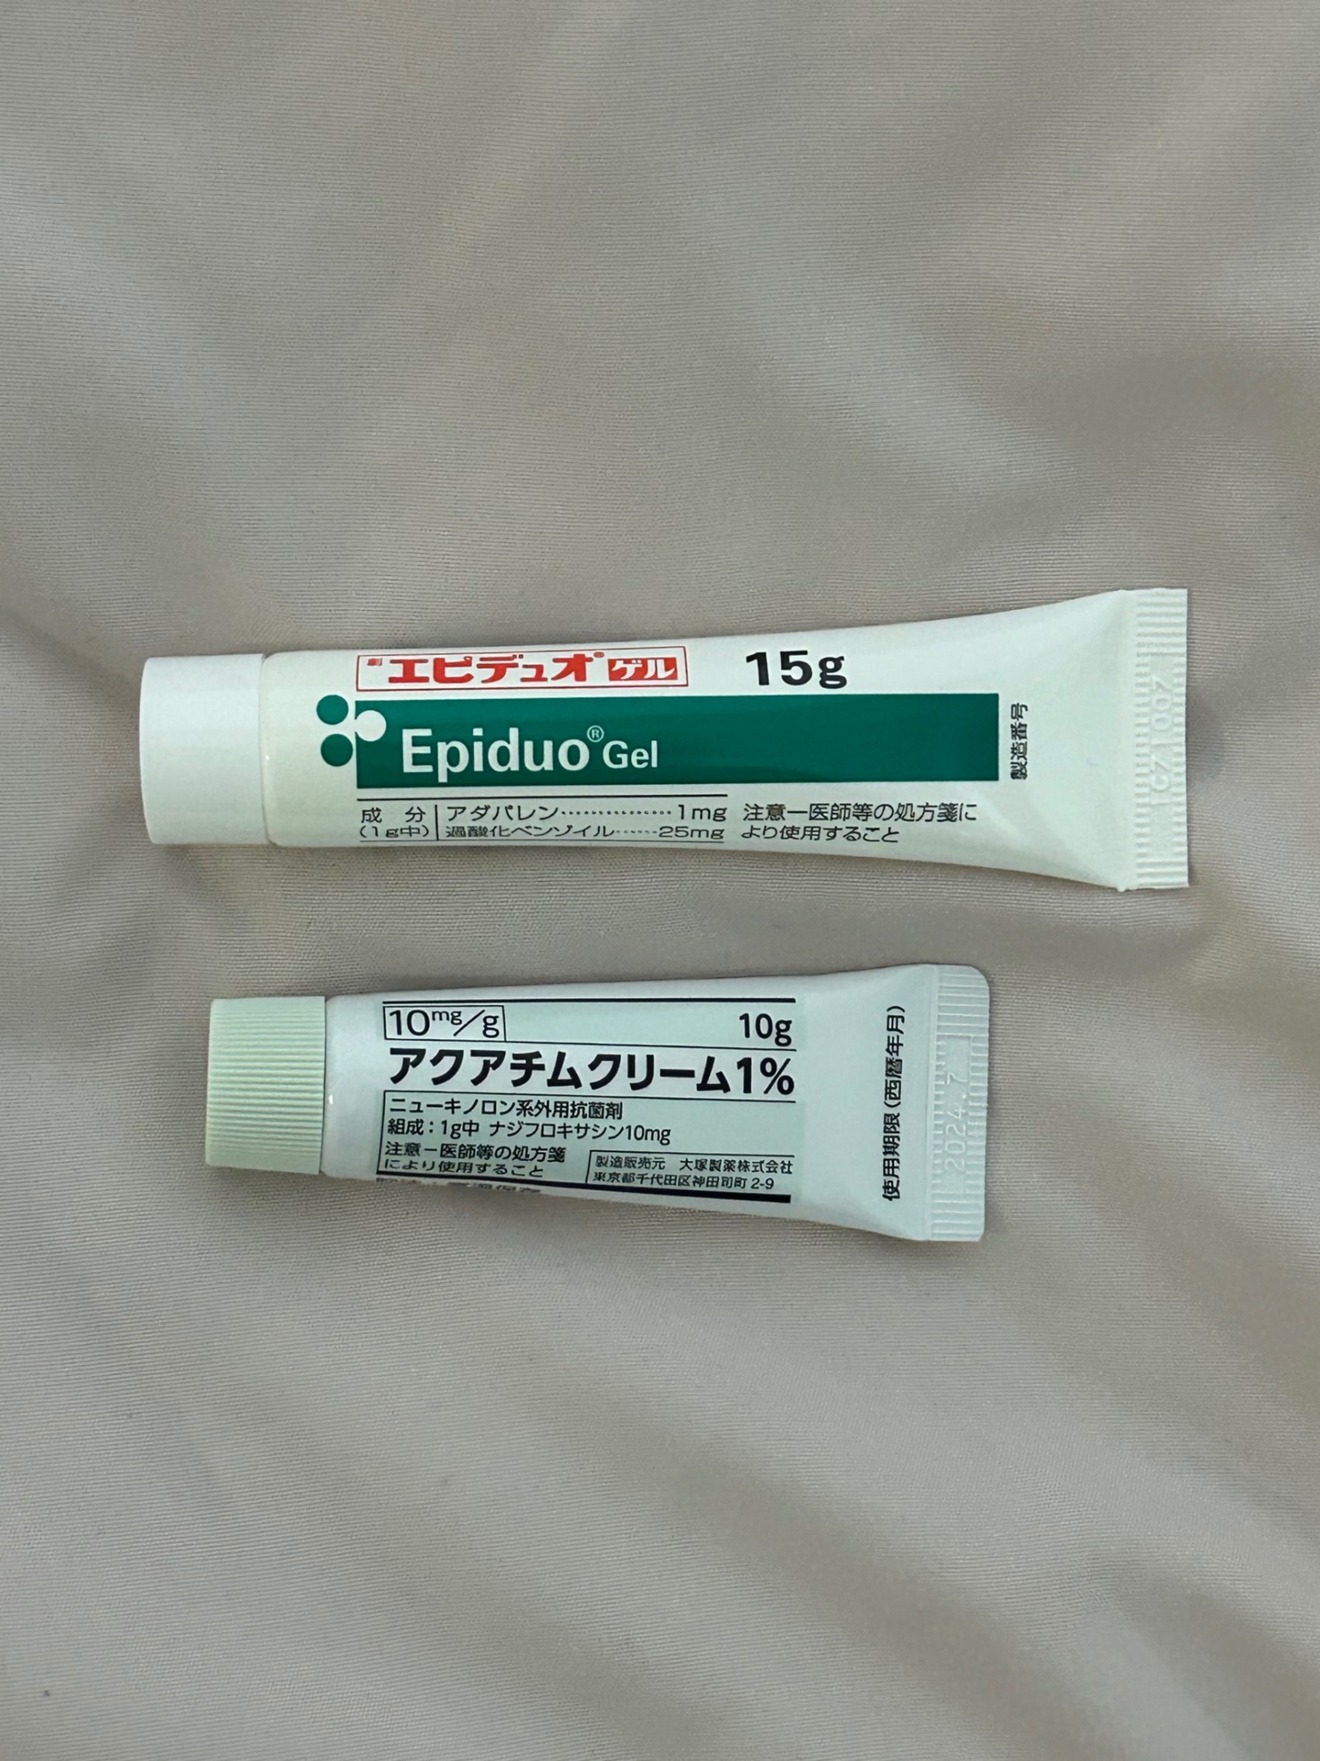 劇 エピデュオ® ゲル 15g
Epiduo® Gel
成 分 アダパレン‥‥‥‥‥1mg
(1g中) 過酸化ベンゾイル‥‥25mg
注意ー医師等の処方箋に
より使用すること
製造番号
10mg/g 10g
アクアチムクリーム1%
ニューキノロン系外用抗菌剤
組成：1g中 ナジフロキサシン10mg
注意ー医師等の処方箋
により使用すること
製造販売元 大塚製薬株式会社
東京都千代田区神田司町 2-9
使用期限(西暦年月)
2024.7